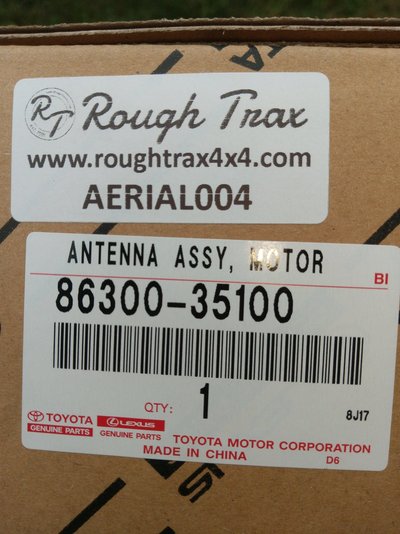 RT Rough Trax
www.roughtrax4x4.com
AERIAL004
ANTENNA ASSY, MOTOR
BI
86300-35100
QTY: 1
8J17
TOYOTA LEXUS
GENUINE PARTS GENUINE PARTS
TOYOTA MOTOR CORPORATION
MADE IN CHINA D6